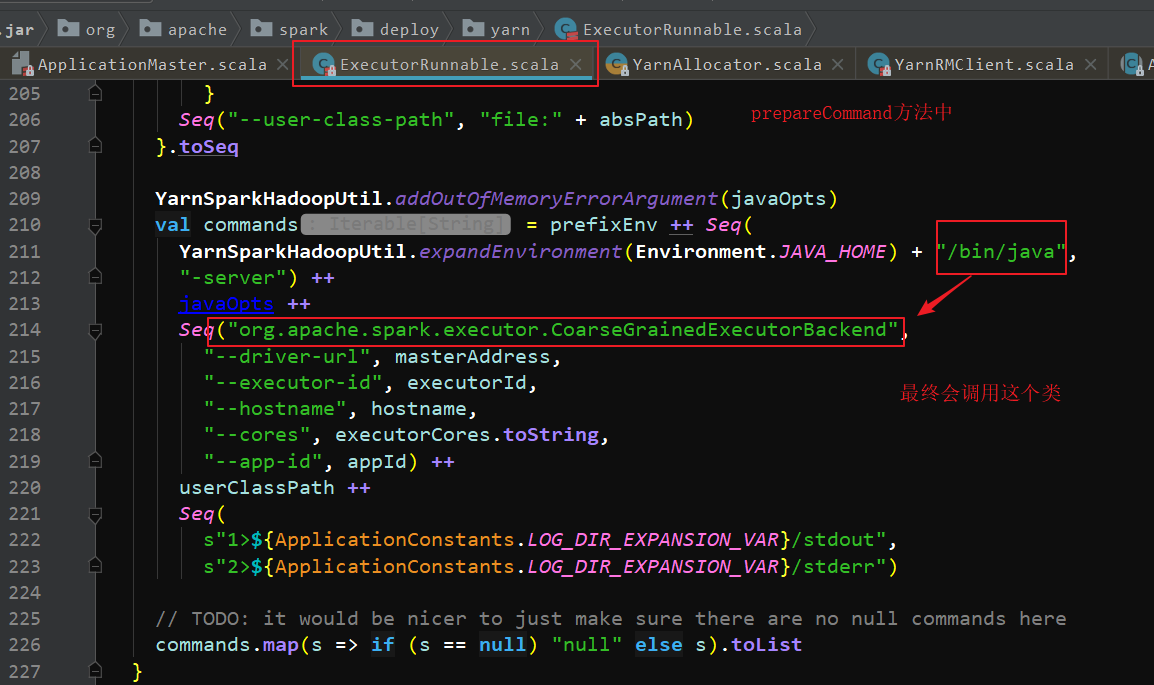 .jar org apache spark deploy yarn ExecutorRunnable.scala
ApplicationMaster.scala ExecutorRunnable.scala YarnAllocator.scala YarnRMClient.scala A
205 }
206 Seq("--user-class-path", "file:" + absPath)
prepareCommand方法中
207 }.toSeq
208
209 YarnSparkHadoopUtil.addOutOfMemoryErrorArgument(javaOpts)
210 val commands : Iterable[String] = prefixEnv ++ Seq(
211 YarnSparkHadoopUtil.expandEnvironment(Environment.JAVA_HOME) + "/bin/java",
212 "-server") ++
213 javaOpts ++
214 Seq("org.apache.spark.executor.CoarseGrainedExecutorBackend",
215 "--driver-url", masterAddress,
216 "--executor-id", executorId,
最终会调用这个类
217 "--hostname", hostname,
218 "--cores", executorCores.toString,
219 "--app-id", appId) ++
220 userClassPath ++
221 Seq(
222 s"1>${ApplicationConstants.LOG_DIR_EXPANSION_VAR}/stdout",
223 s"2>${ApplicationConstants.LOG_DIR_EXPANSION_VAR}/stderr")
224
225 // TODO: it would be nicer to just make sure there are no null commands here
226 commands.map(s => if (s == null) "null" else s).toList
227 }